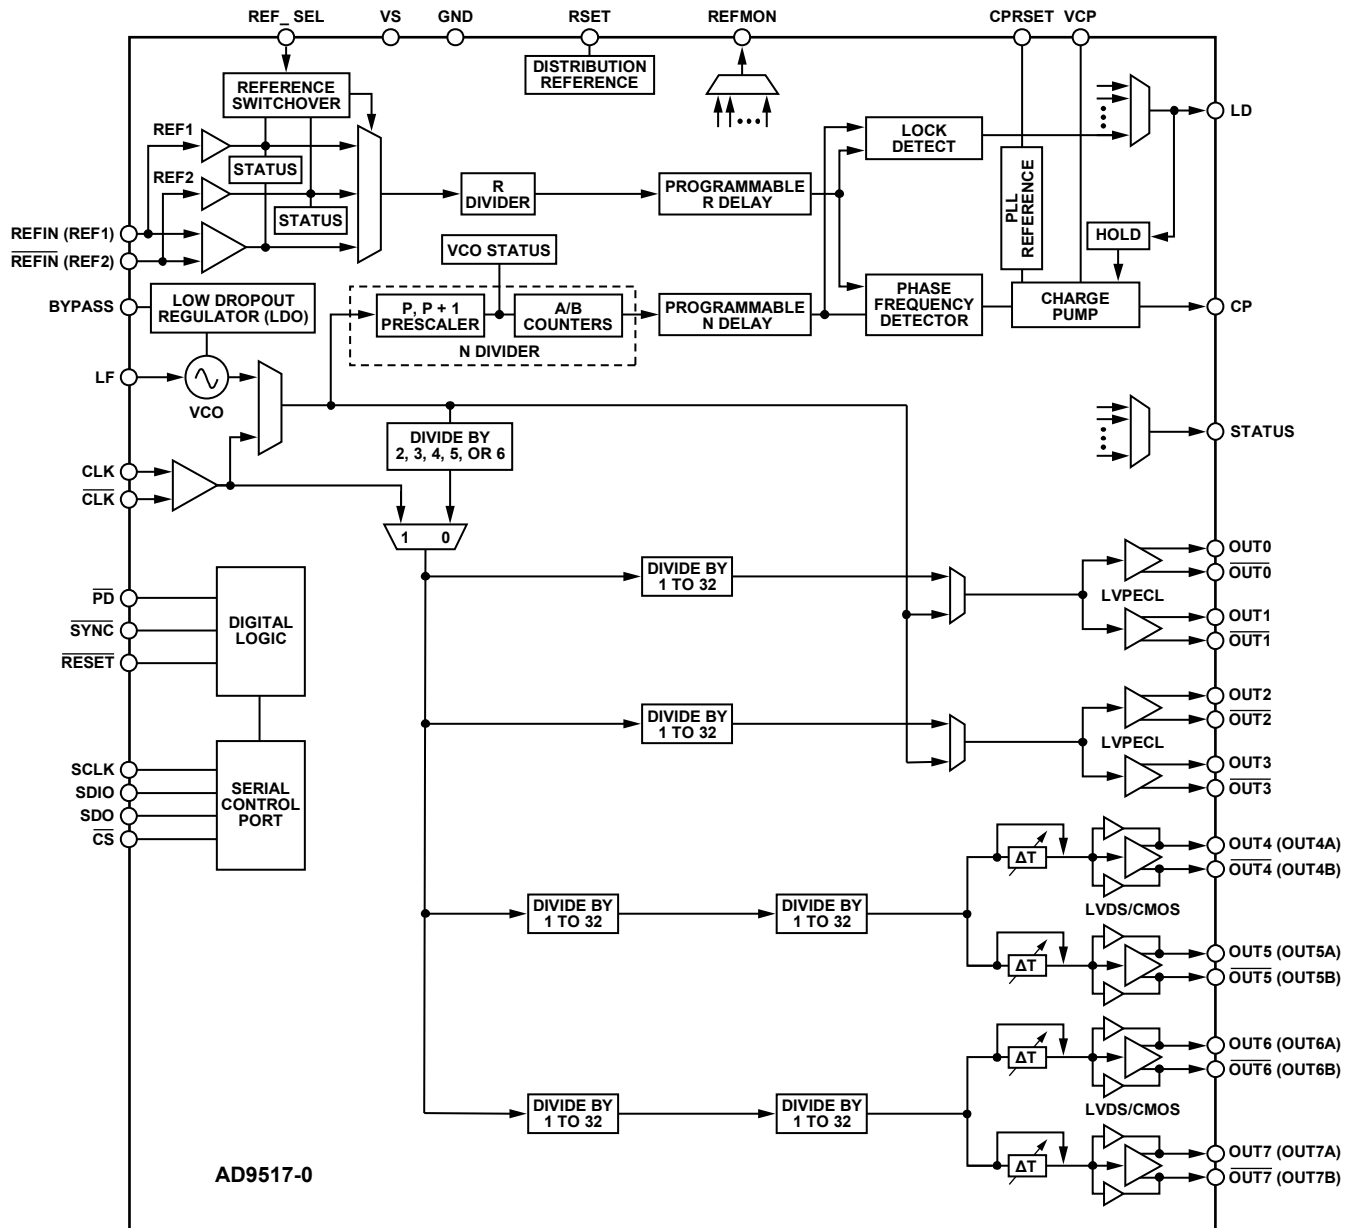 REF_ SEL
VS
GND
RSET
REFMON
CPRSET
VCP
DISTRIBUTION
REFERENCE
REFERENCE
SWITCHOVER
REF1
STATUS
REF2
STATUS
REFIN (REF1)
REFIN (REF2)
R
DIVIDER
PROGRAMMABLE
R DELAY
LOCK
DETECT
LD
PLL
REFERENCE
HOLD
VCO STATUS
BYPASS
LOW DROPOUT
REGULATOR (LDO)
P, P + 1
PRESCALER
A/B
COUNTERS
N DIVIDER
PROGRAMMABLE
N DELAY
PHASE
FREQUENCY
DETECTOR
CHARGE
PUMP
CP
LF
VCO
STATUS
DIVIDE BY
2, 3, 4, 5, OR 6
CLK
CLK
1
0
DIVIDE BY
1 TO 32
OUT0
OUT0
LVPECL
OUT1
OUT1
PD
SYNC
RESET
DIGITAL
LOGIC
DIVIDE BY
1 TO 32
OUT2
OUT2
LVPECL
OUT3
OUT3
SCLK
SDIO
SDO
CS
SERIAL
CONTROL
PORT
ΔT
OUT4 (OUT4A)
OUT4 (OUT4B)
DIVIDE BY
1 TO 32
DIVIDE BY
1 TO 32
LVDS/CMOS
ΔT
OUT5 (OUT5A)
OUT5 (OUT5B)
ΔT
OUT6 (OUT6A)
OUT6 (OUT6B)
DIVIDE BY
1 TO 32
DIVIDE BY
1 TO 32
LVDS/CMOS
ΔT
OUT7 (OUT7A)
OUT7 (OUT7B)
AD9517-0